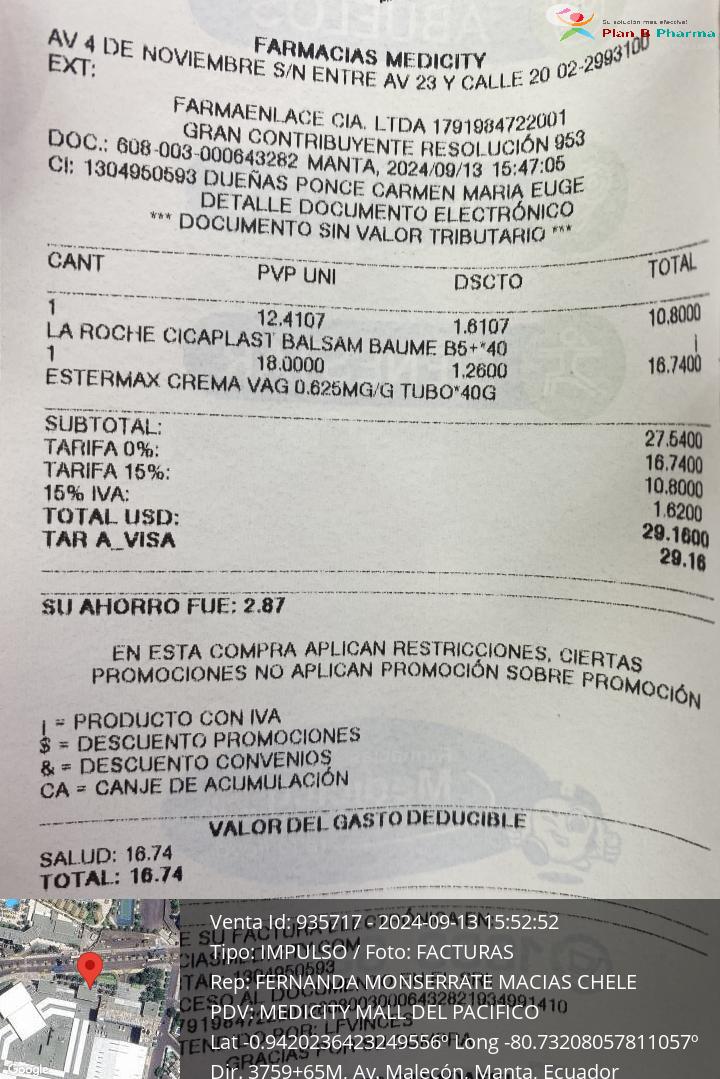 Su solución mas efectiva!
Plan B Pharma
FARMACIAS MEDICITY
AV 4 DE NOVIEMBRE S/N ENTRE AV 23 Y CALLE 20 02-2993100
EXT:
FARMAENLACE CIA. LTDA 1791984722001
GRAN CONTRIBUYENTE RESOLUCIÓN 953
DOC.: 608-003-000643282 MANTA, 2024/09/13 15:47:05
CI: 1304950593 DUEÑAS PONCE CARMEN MARIA EUGE
DETALLE DOCUMENTO ELECTRÓNICO
*** DOCUMENTO SIN VALOR TRIBUTARIO ***
CANT PVP UNI DSCTO TOTAL
1 12.4107 1.6107 10.8000
LA ROCHE CICAPLAST BALSAM BAUME B5+*40 |
1 18.0000 1.2600 16.7400
ESTERMAX CREMA VAG 0.625MG/G TUBO*40G
SUBTOTAL: 27.5400
TARIFA 0%: 16.7400
TARIFA 15%: 10.8000
15% IVA: 1.6200
TOTAL USD: 29.1600
TAR A_VISA 29.16
SU AHORRO FUE: 2.87
EN ESTA COMPRA APLICAN RESTRICCIONES, CIERTAS
PROMOCIONES NO APLICAN PROMOCIÓN SOBRE PROMOCIÓN
| = PRODUCTO CON IVA
$ = DESCUENTO PROMOCIONES
& = DESCUENTO CONVENIOS
CA = CANJE DE ACUMULACIÓN
VALOR DEL GASTO DEDUCIBLE
SALUD: 16.74
TOTAL: 16.74
Venta Id: 935717 - 2024-09-13 15:52:52
Tipo: IMPULSO / Foto: FACTURAS
Rep: FERNANDA MONSERRATE MACIAS CHELE
PDV: MEDICITY MALL DEL PACIFICO
Lat -0.9420236423249556º Long -80.73208057811057º
Dir. 3759+65M, Av. Malecón, Manta, Ecuador
Google